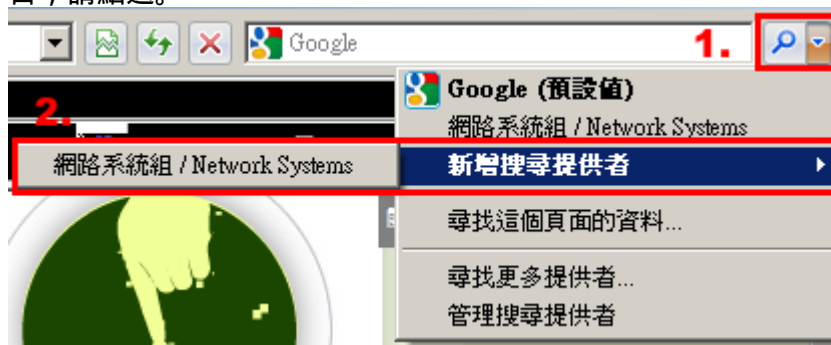 Google
1.
Google (預設值)
2.
網路系統組 / Network Systems
網路系統組 / Network Systems
新增搜尋提供者
尋找這個頁面的資料...
尋找更多提供者...
管理搜尋提供者